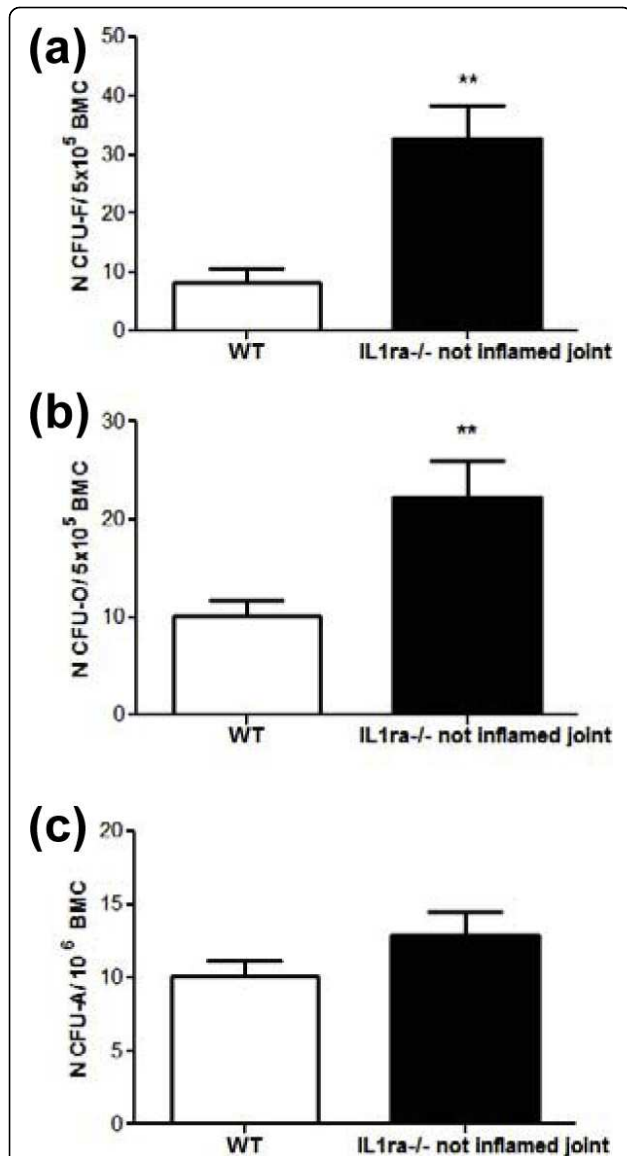 (a)
50
40
30
20
10
0
N CFU-F/ 5x10⁵ BMC
**
WT
IL1ra-/- not inflamed joint
(b)
30
20
10
0
N CFU-O/ 5x10⁵ BMC
**
WT
IL1ra-/- not inflamed joint
(c)
20
15
10
5
0
N CFU-A/ 10⁶ BMC
WT
IL1ra-/- not inflamed joint